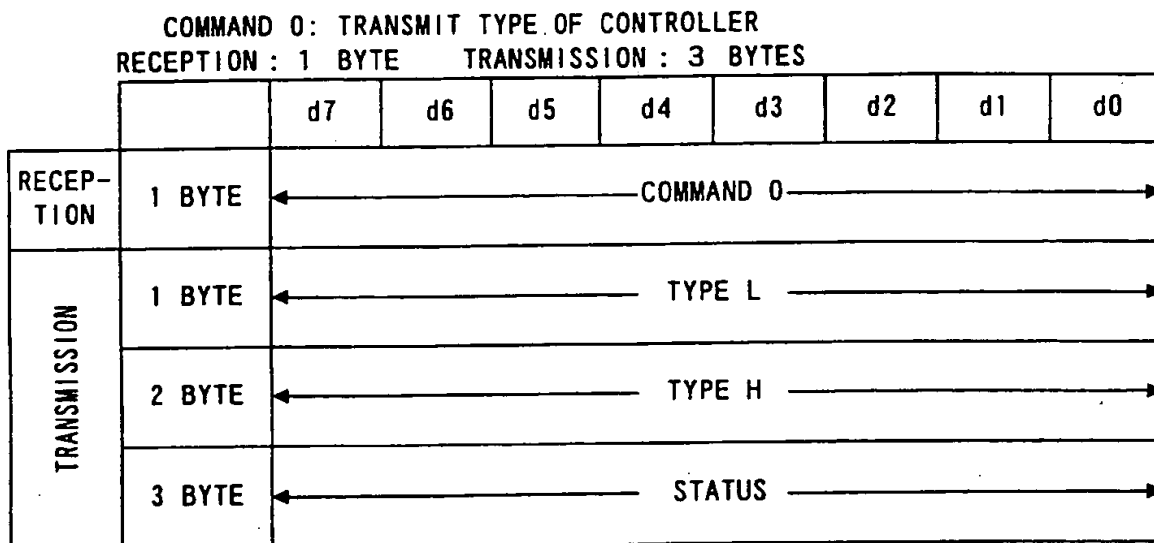 COMMAND 0: TRANSMIT TYPE OF CONTROLLER
RECEPTION : 1 BYTE TRANSMISSION : 3 BYTES
d7 d6 d5 d4 d3 d2 d1 d0
RECEP-
TION
1 BYTE COMMAND 0
TRANSMISSION
1 BYTE TYPE L
2 BYTE TYPE H
3 BYTE STATUS